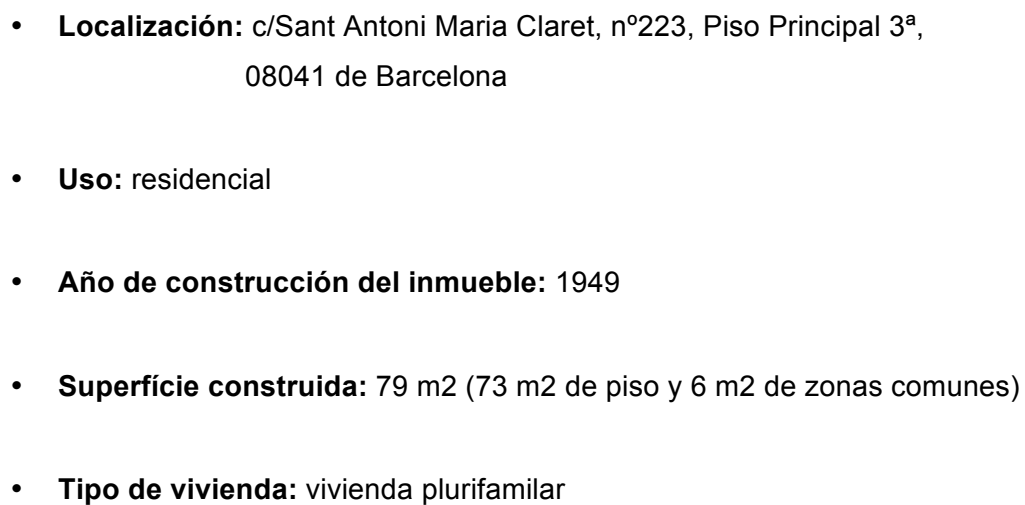 • Localización: c/Sant Antoni Maria Claret, nº223, Piso Principal 3ª,
08041 de Barcelona
• Uso: residencial
• Año de construcción del inmueble: 1949
• Superfície construida: 79 m2 (73 m2 de piso y 6 m2 de zonas comunes)
• Tipo de vivienda: vivienda plurifamilar